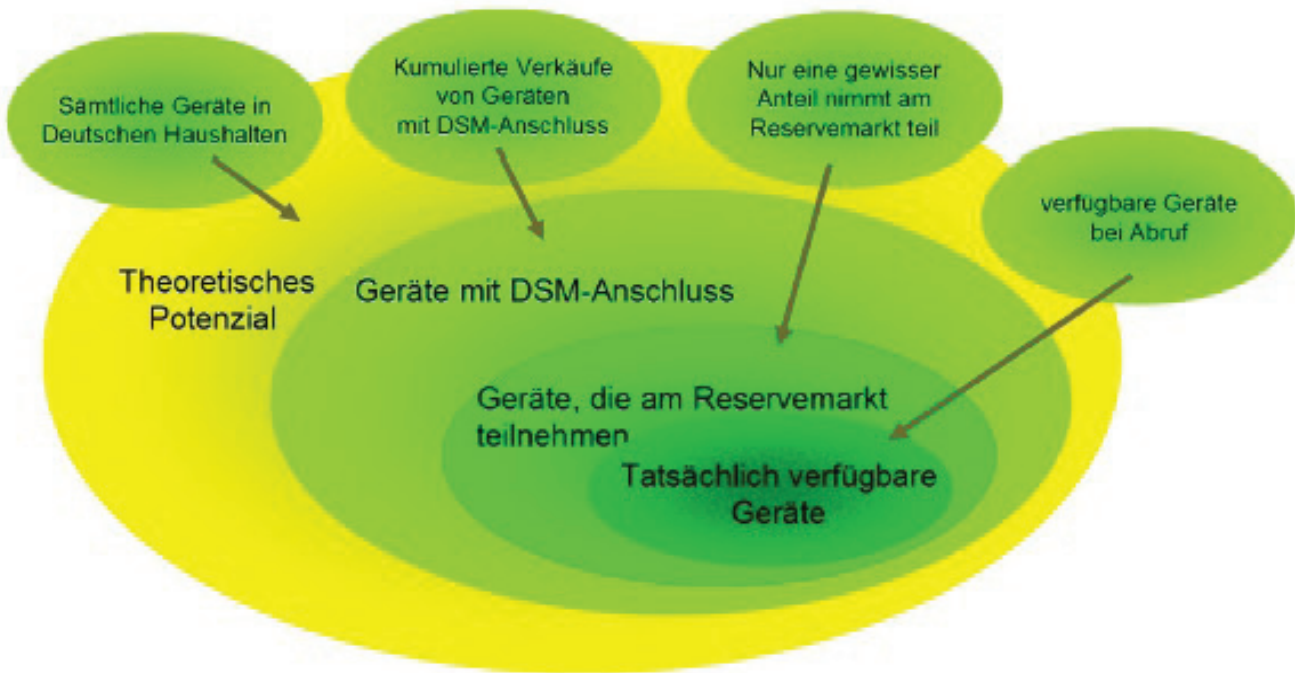 Sämtliche Geräte in
Deutschen Haushalten
Kumulierte Verkäufe
von Geräten
mit DSM-Anschluss
Nur eine gewisser
Anteil nimmt am
Reservemarkt teil
verfügbare Geräte
bei Abruf
Theoretisches
Potenzial
Geräte mit DSM-Anschluss
Geräte, die am Reservemarkt
teilnehmen
Tatsächlich verfügbare
Geräte